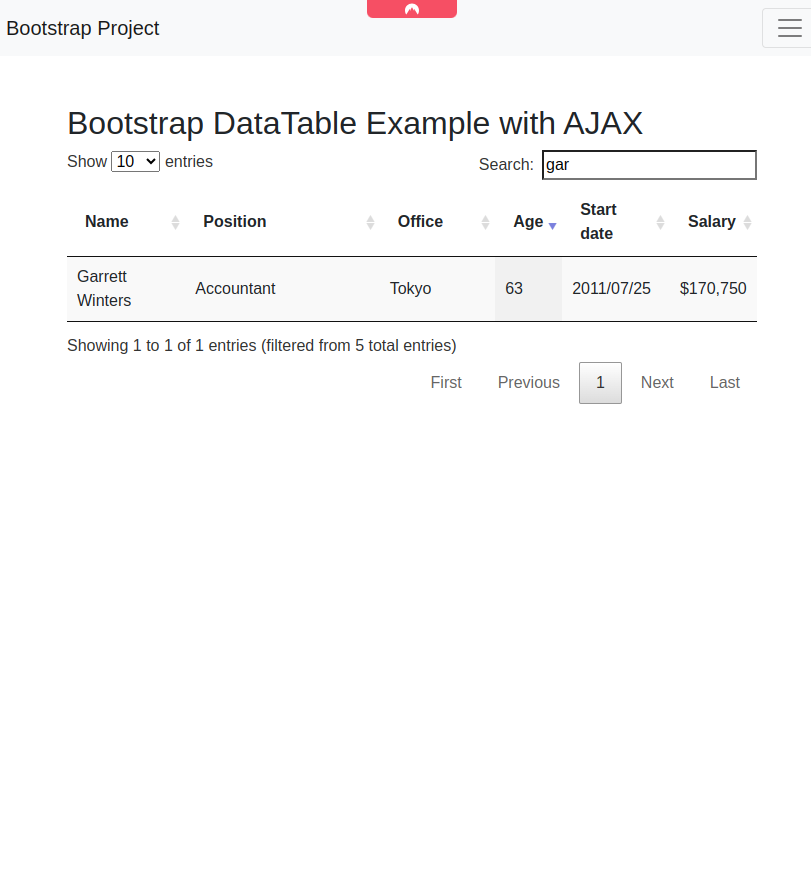 Bootstrap Project
Bootstrap DataTable Example with AJAX
Show 10 entries
Search: gar
Name Position Office Age Start date Salary
Garrett Winters Accountant Tokyo 63 2011/07/25 $170,750
Showing 1 to 1 of 1 entries (filtered from 5 total entries)
First Previous 1 Next Last